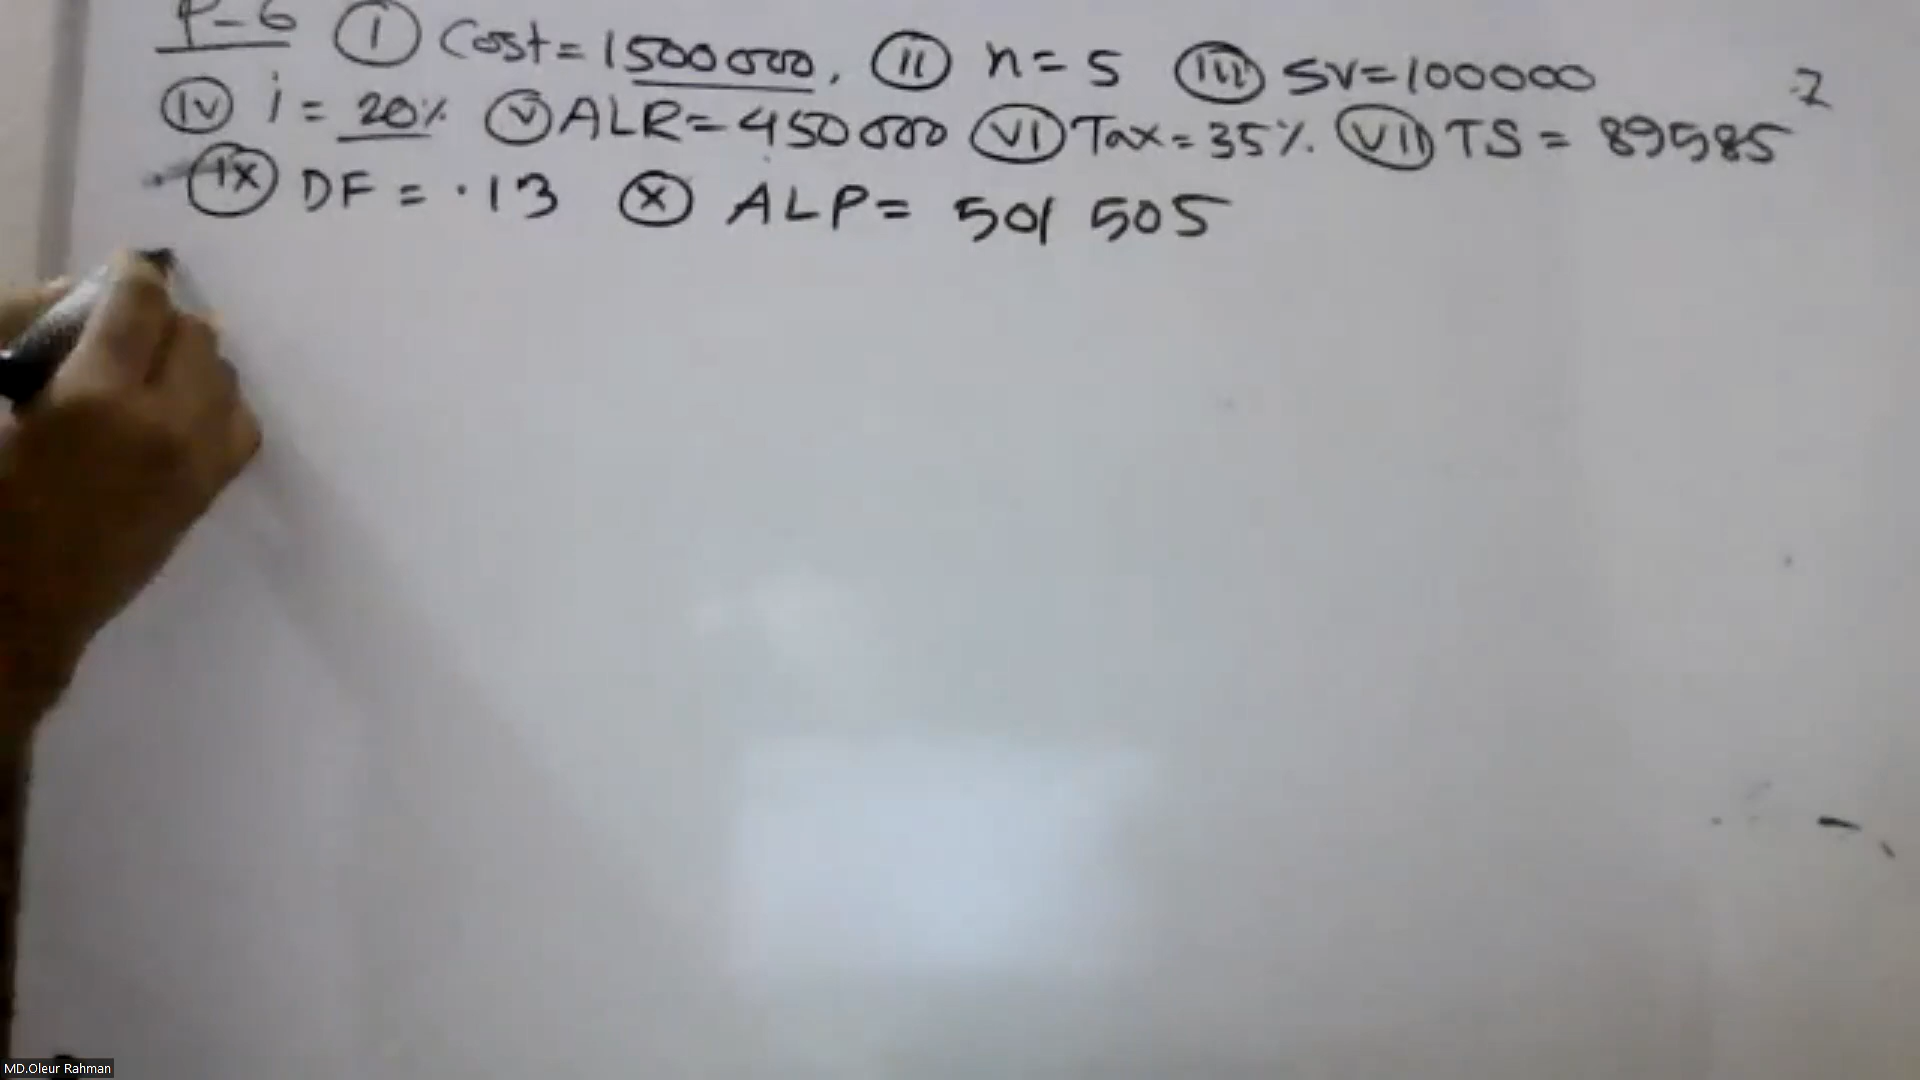 P-6 (i) Cost = 1500000, (ii) n = 5 (iii) SV=100000
(iv) i = 20% (v) ALR=450000 (vi) Tax=35% (vii) TS = 89585
(ix) DF = .13 (x) ALP= 501 505
MD.Oleur Rahman